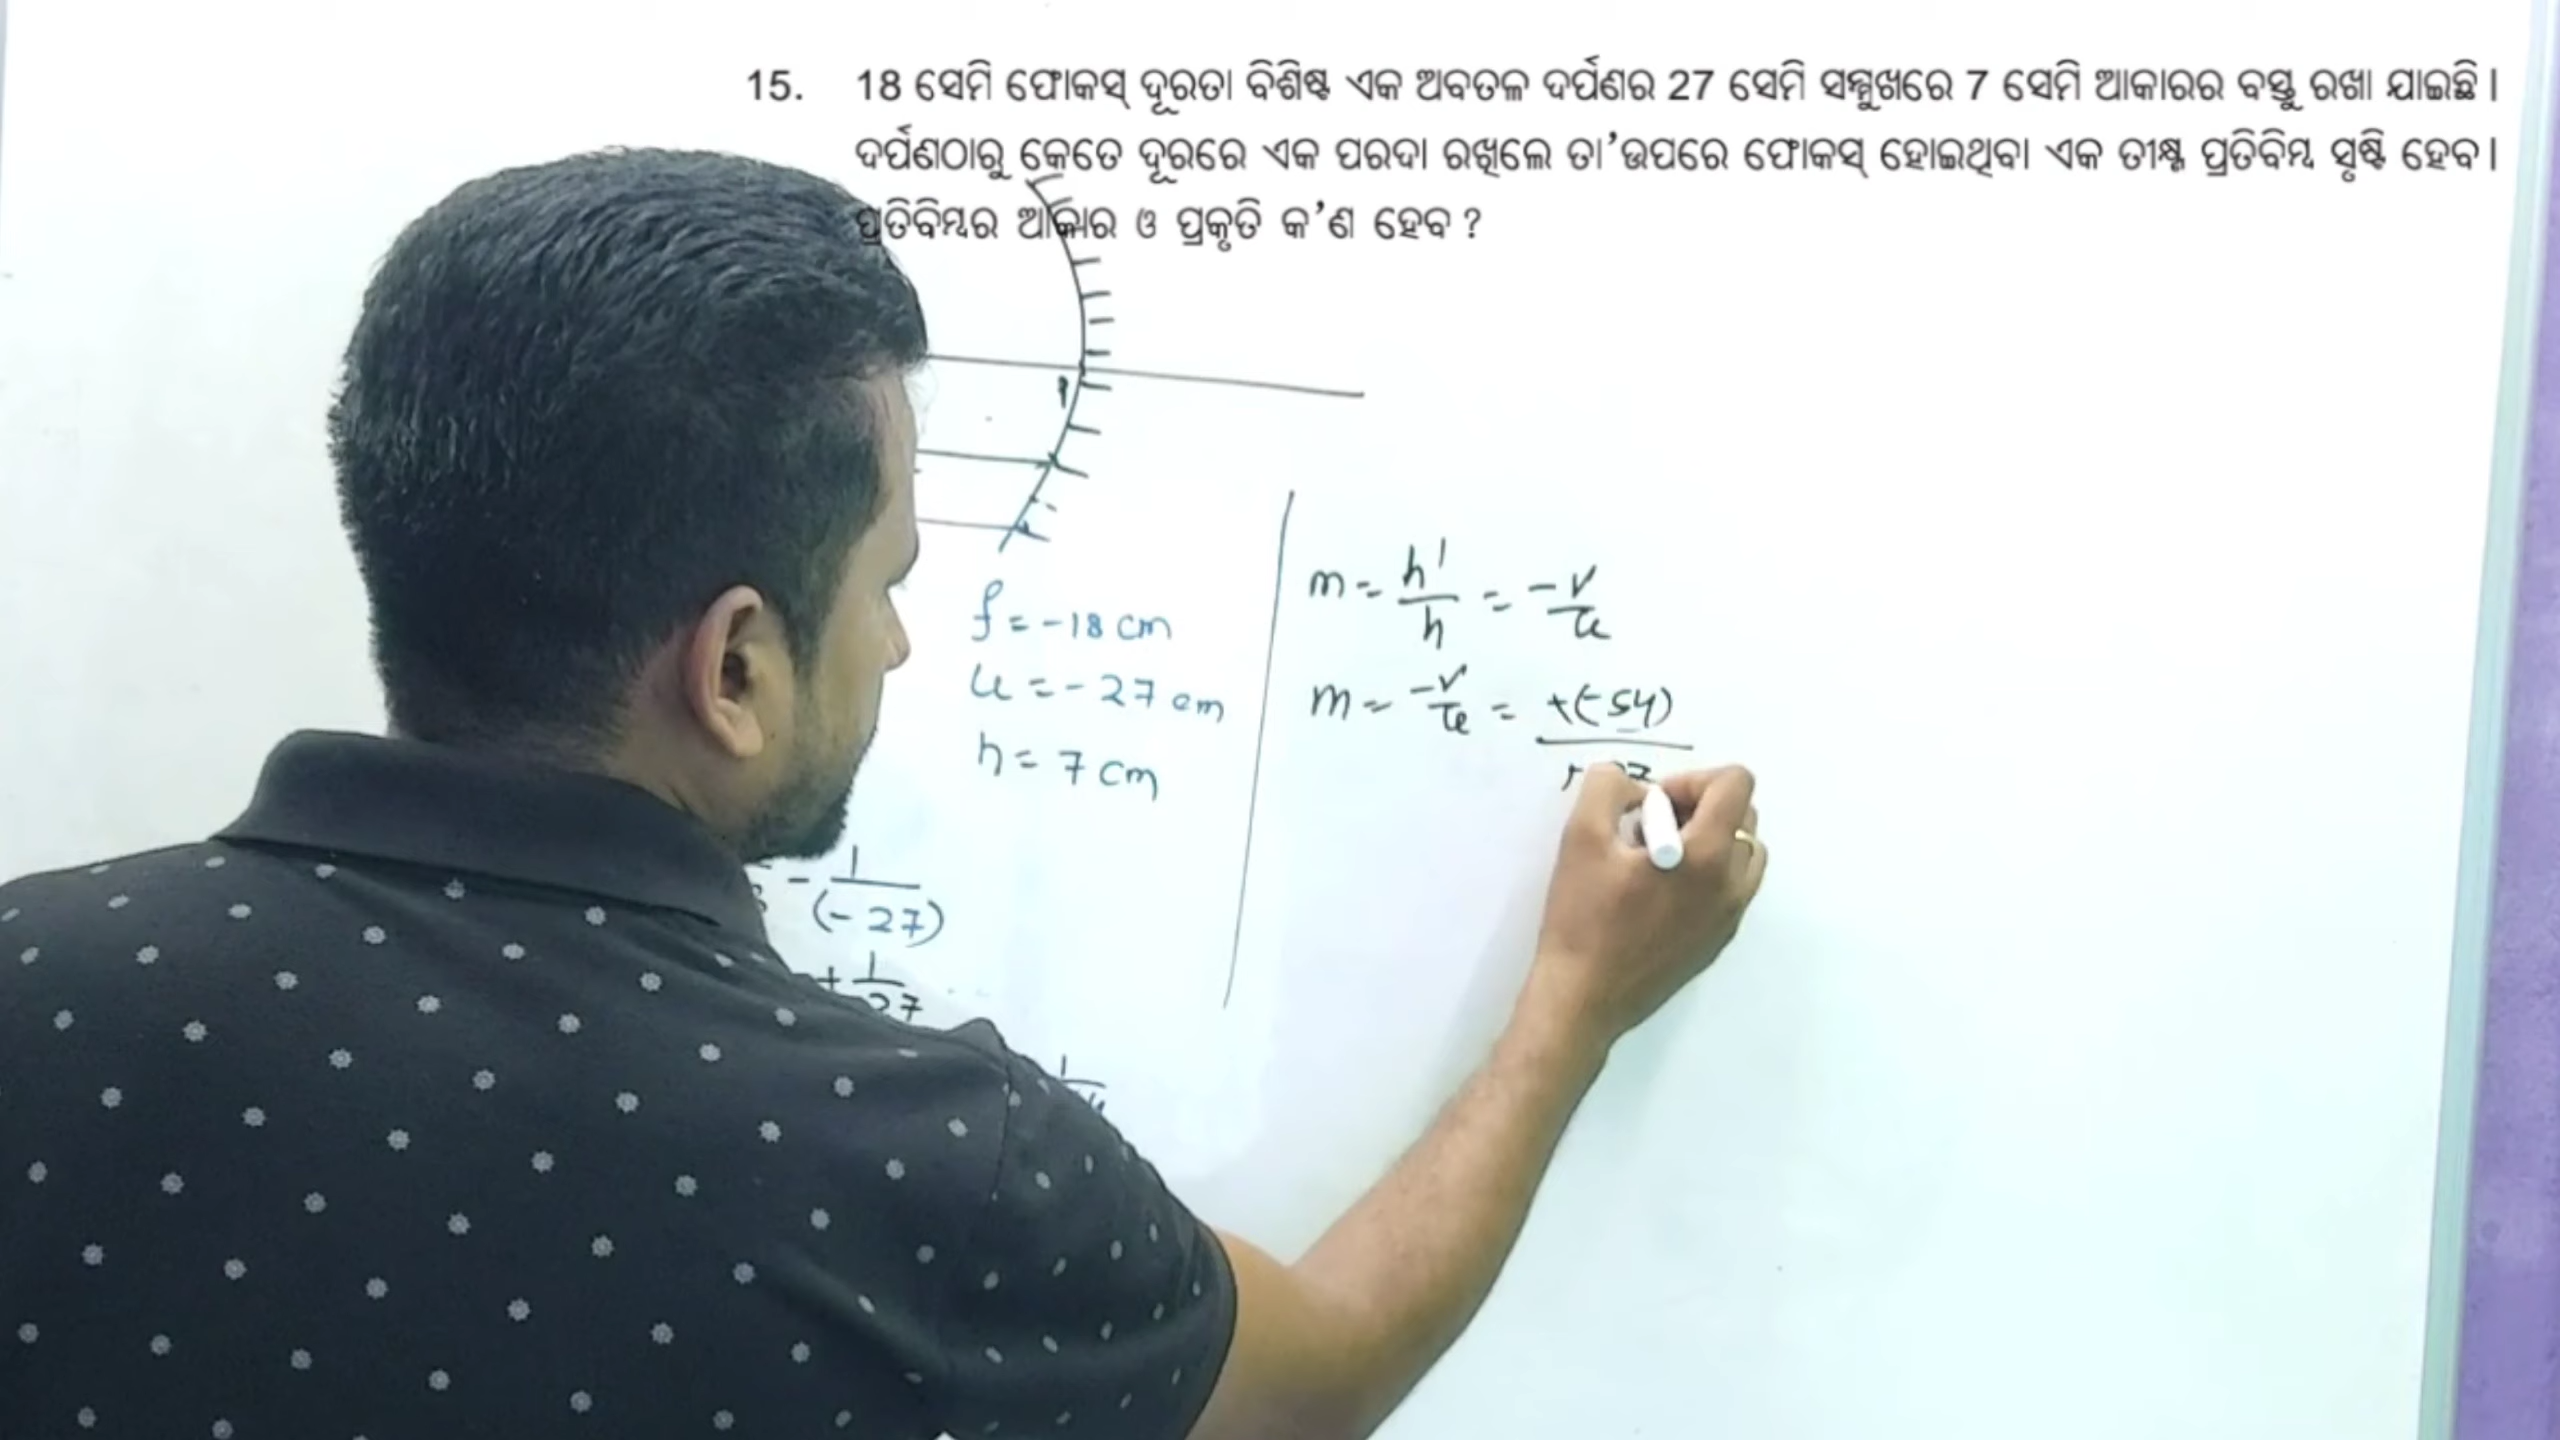 15. 18 ସେମି ଫୋକସ୍ ଦୂରତା ବିଶିଷ୍ଟ ଏକ ଅବତଳ ଦର୍ପଣର 27 ସେମି ସମ୍ମୁଖରେ 7 ସେମି ଆକାରର ବସ୍ତୁ ରଖା ଯାଇଛି।
ଦର୍ପଣଠାରୁ କେତେ ଦୂରରେ ଏକ ପରଦା ରଖିଲେ ତା'ଉପରେ ଫୋକସ୍ ହୋଇଥିବା ଏକ ତୀକ୍ଷ୍ଣ ପ୍ରତିବିମ୍ବ ସୃଷ୍ଟି ହେବ।
ପ୍ରତିବିମ୍ବର ଆକାର ଓ ପ୍ରକୃତି କ'ଣ ହେବ?
f = -18 cm
u = -27 cm
h = 7 cm
- 1/(-27)
+ 1/27
m = h'/h = -v/u
m = -v/u = +(-54)/